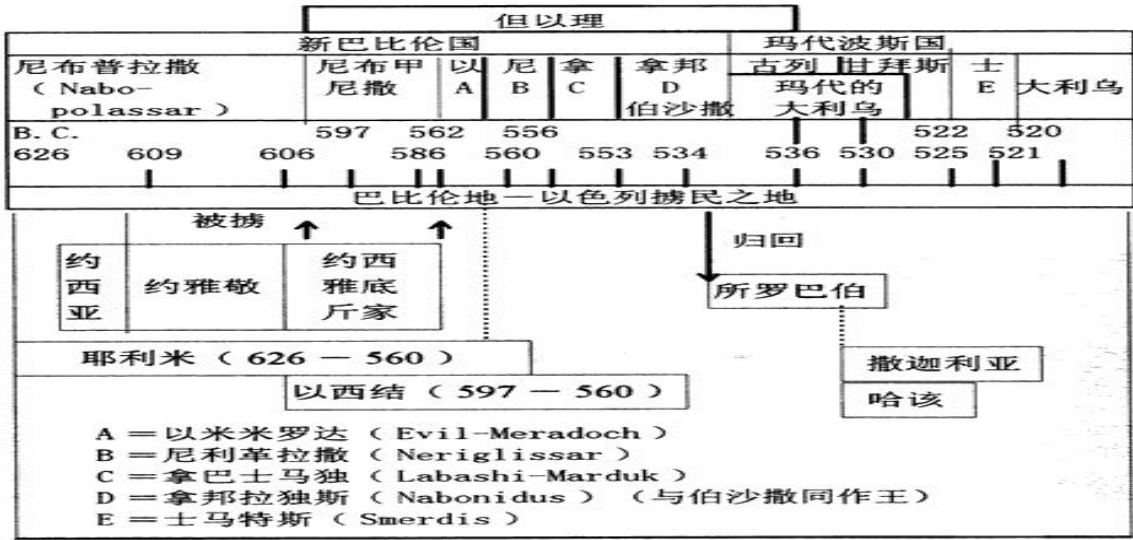 但以理
新巴比伦国 玛代波斯国
尼布普拉撒 尼布甲 以 尼 拿 拿邦 古列 甘拜斯 士 大利乌
(Nabo- 尼撒 A B C D 玛代的 E
polassar) 伯沙撒 大利乌
B.C. 597 562 556 522 520
626 609 606 586 560 553 534 536 530 525 521
巴比伦地—以色列掳民之地
被掳 归回
约 约西
西 约雅敬 雅底 所罗巴伯
亚 斤家
耶利米(626—560) 撒迦利亚
以西结(597—560) 哈该
A=以米米罗达(Evil-Meradoch)
B=尼利革拉撒(Neriglissar)
C=拿巴士马独(Labashi-Marduk)
D=拿邦拉独斯(Nabonidus)(与伯沙撒同作王)
E=士马特斯(Smerdis)